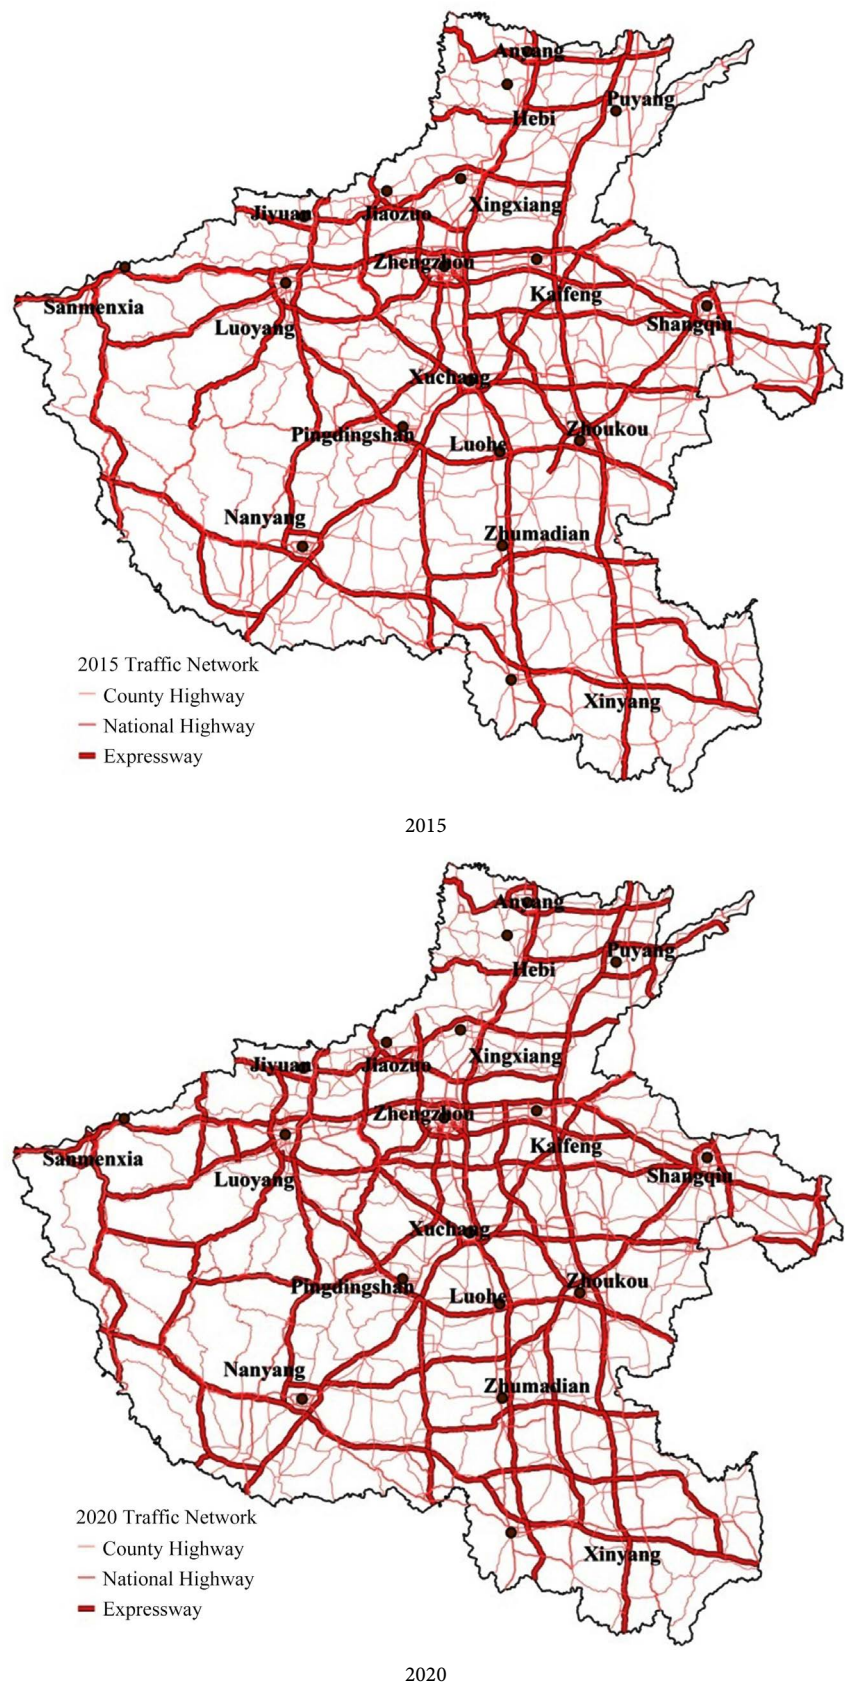 Anyang
Puyang
Hebi
Jiyuan
Jiaozuo
Xingxiang
Zhengzhou
Kaifeng
Sanmenxia
Luoyang
Shangqiu
Xuchang
Pingdingshan
Luohe
Zhoukou
Nanyang
Zhumadian
Xinyang
2015 Traffic Network
County Highway
National Highway
Expressway
2015
Anyang
Puyang
Hebi
Jiyuan
Jiaozuo
Xingxiang
Zhengzhou
Kaifeng
Sanmenxia
Luoyang
Shangqiu
Xuchang
Pingdingshan
Luohe
Zhoukou
Nanyang
Zhumadian
Xinyang
2020 Traffic Network
County Highway
National Highway
Expressway
2020